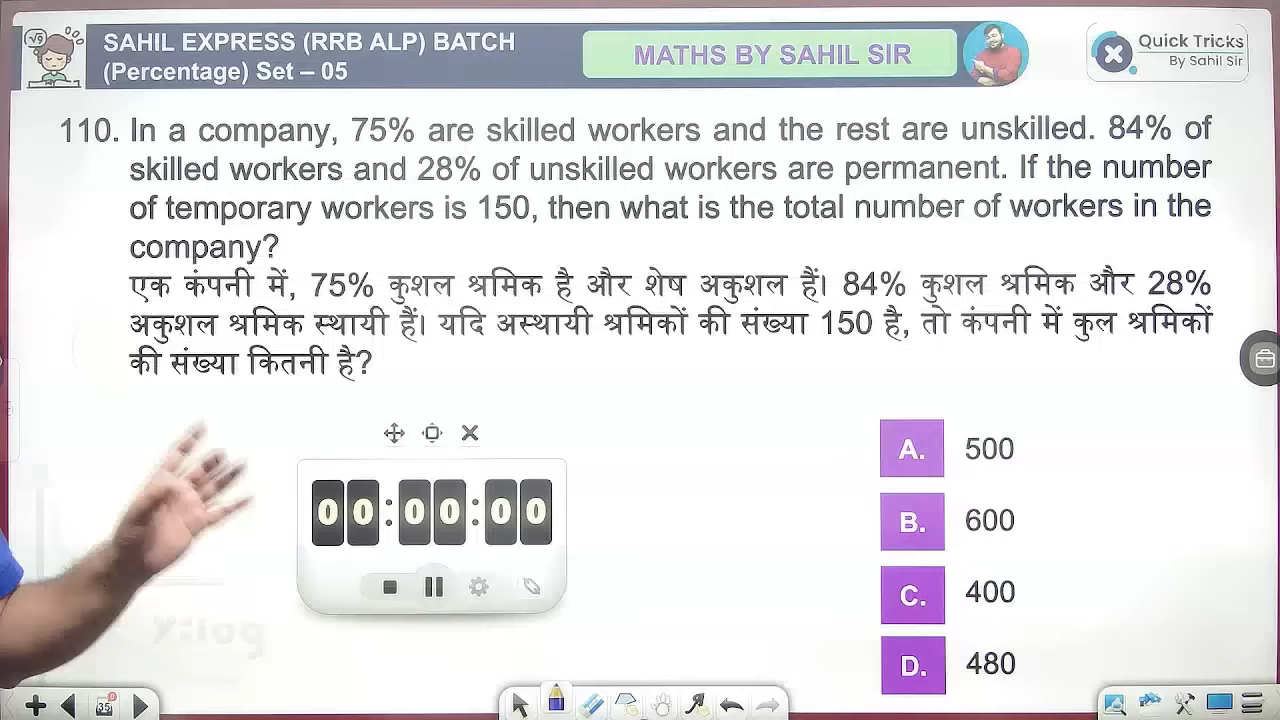 SAHIL EXPRESS (RRB ALP) BATCH
(Percentage) Set – 05
MATHS BY SAHIL SIR
Quick Tricks
By Sahil Sir
110. In a company, 75% are skilled workers and the rest are unskilled. 84% of
skilled workers and 28% of unskilled workers are permanent. If the number
of temporary workers is 150, then what is the total number of workers in the
company?
एक कंपनी में, 75% कुशल श्रमिक है और शेष अकुशल हैं। 84% कुशल श्रमिक और 28%
अकुशल श्रमिक स्थायी हैं। यदि अस्थायी श्रमिकों की संख्या 150 है, तो कंपनी में कुल श्रमिकों
की संख्या कितनी है?
00:00:00
A. 500
B. 600
C. 400
D. 480
35